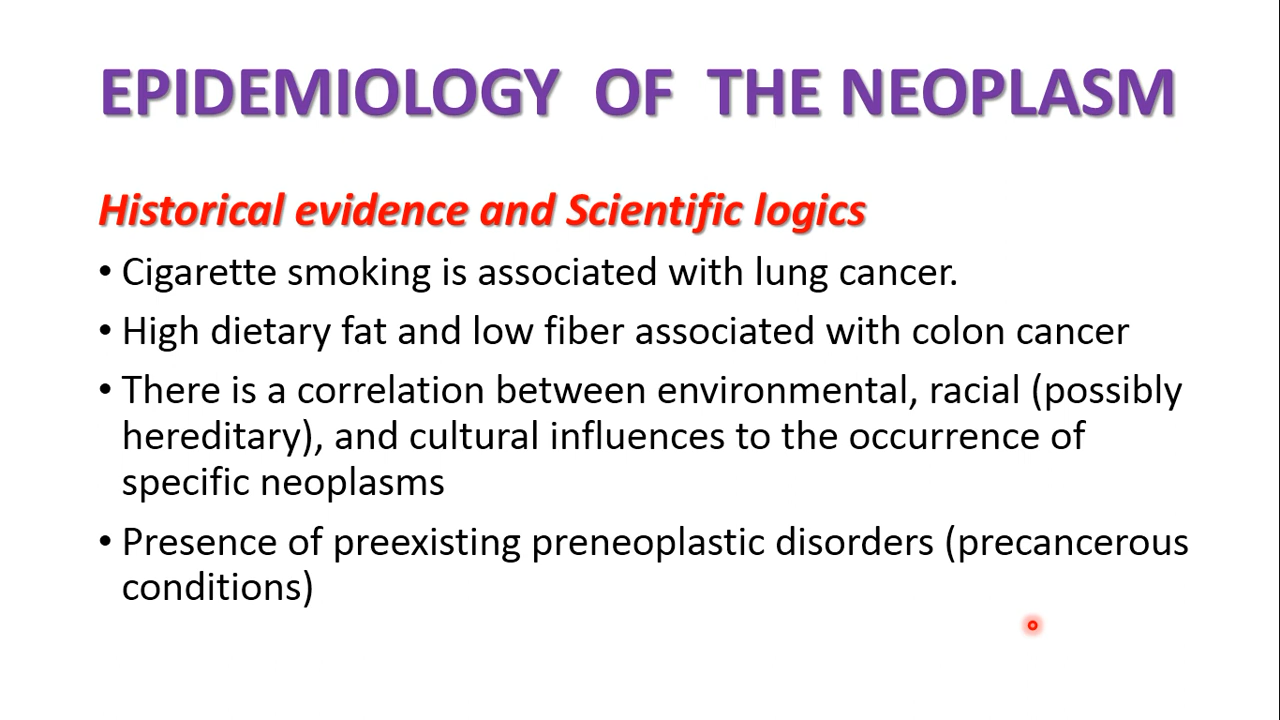 EPIDEMIOLOGY OF THE NEOPLASM
Historical evidence and Scientific logics
• Cigarette smoking is associated with lung cancer.
• High dietary fat and low fiber associated with colon cancer
• There is a correlation between environmental, racial (possibly
hereditary), and cultural influences to the occurrence of
specific neoplasms
• Presence of preexisting preneoplastic disorders (precancerous
conditions)